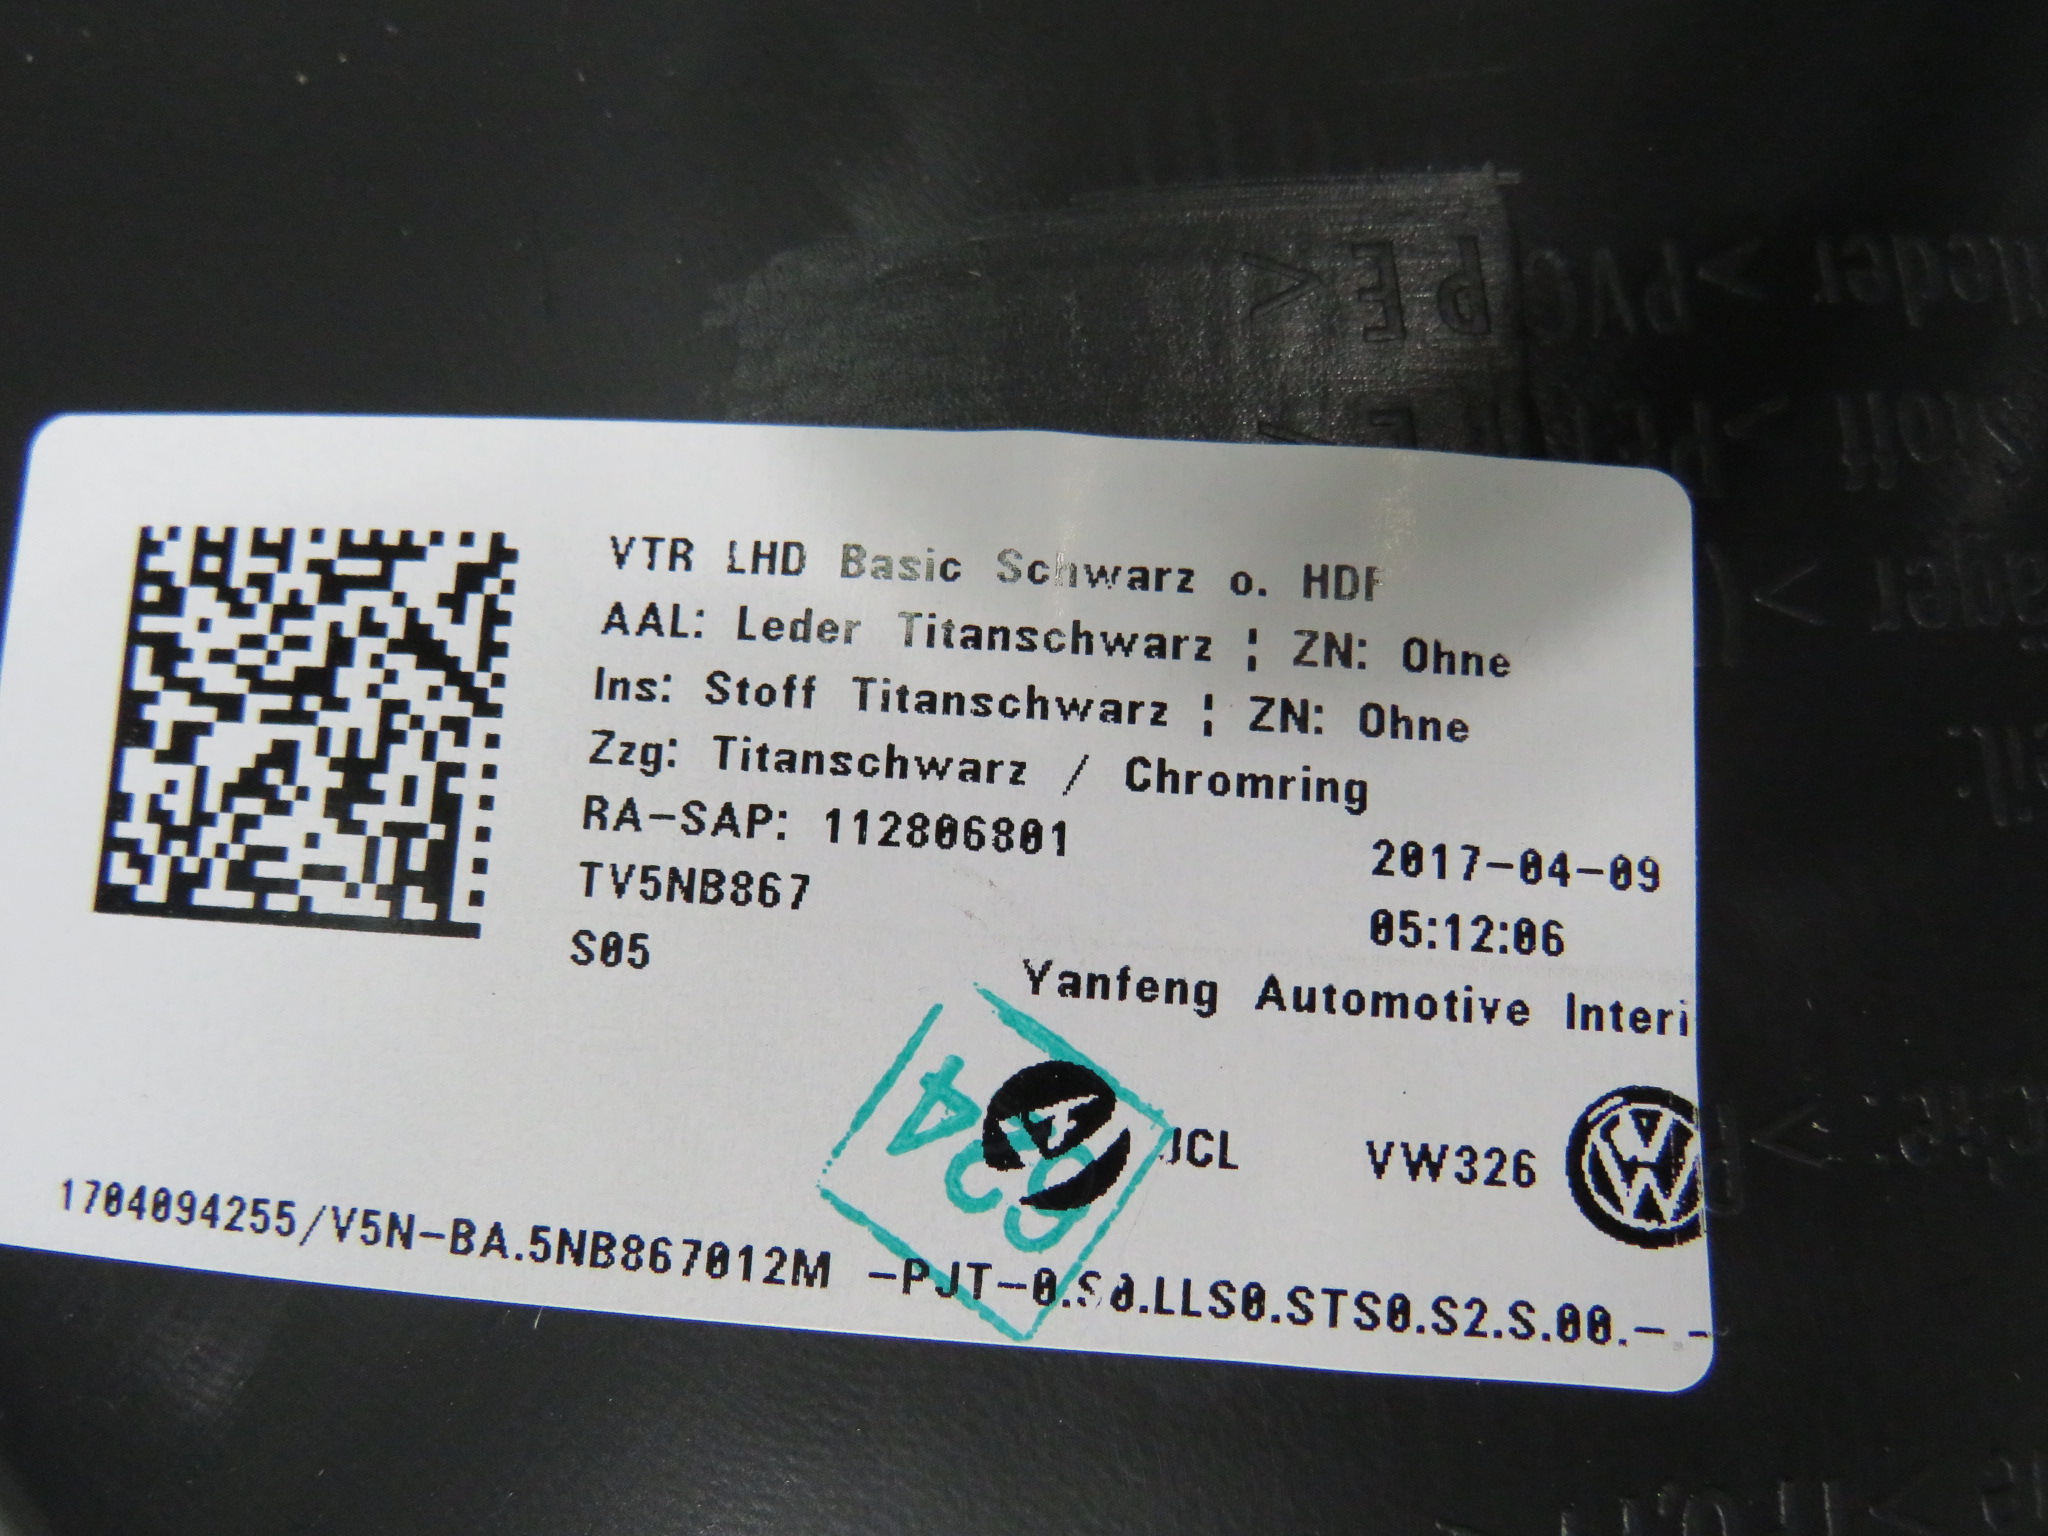 VTR LHD Basic Schwarz o. HDF
AAL: Leder Titanschwarz ¦ ZN: Ohne
Ins: Stoff Titanschwarz ¦ ZN: Ohne
Zzg: Titanschwarz / Chromring
RA-SAP: 112806801
2017-04-09
TV5NB867
05:12:06
S05
Yanfeng Automotive Interi
JCL VW326
1704094255/V5N-BA.5NB867012M -PJT-0.S0.LLS0.STS0.S2.S.00.- -
>PVC
PE<